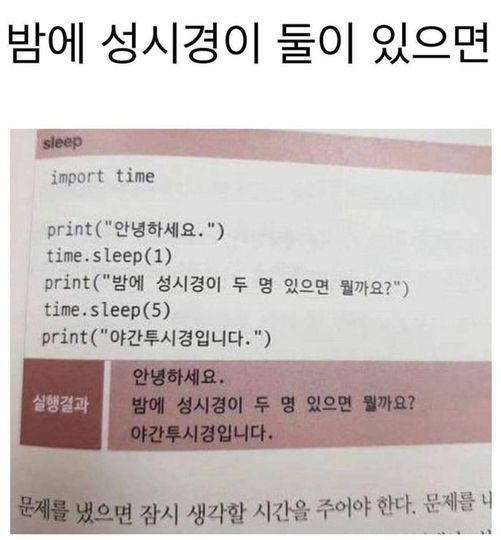 밤에 성시경이 둘이 있으면
sleep
import time
print("안녕하세요.")
time.sleep(1)
print("밤에 성시경이 두 명 있으면 뭘까요?")
time.sleep(5)
print("야간투시경입니다.")
실행결과
안녕하세요.
밤에 성시경이 두 명 있으면 뭘까요?
야간투시경입니다.
문제를 냈으면 잠시 생각할 시간을 주어야 한다. 문제를